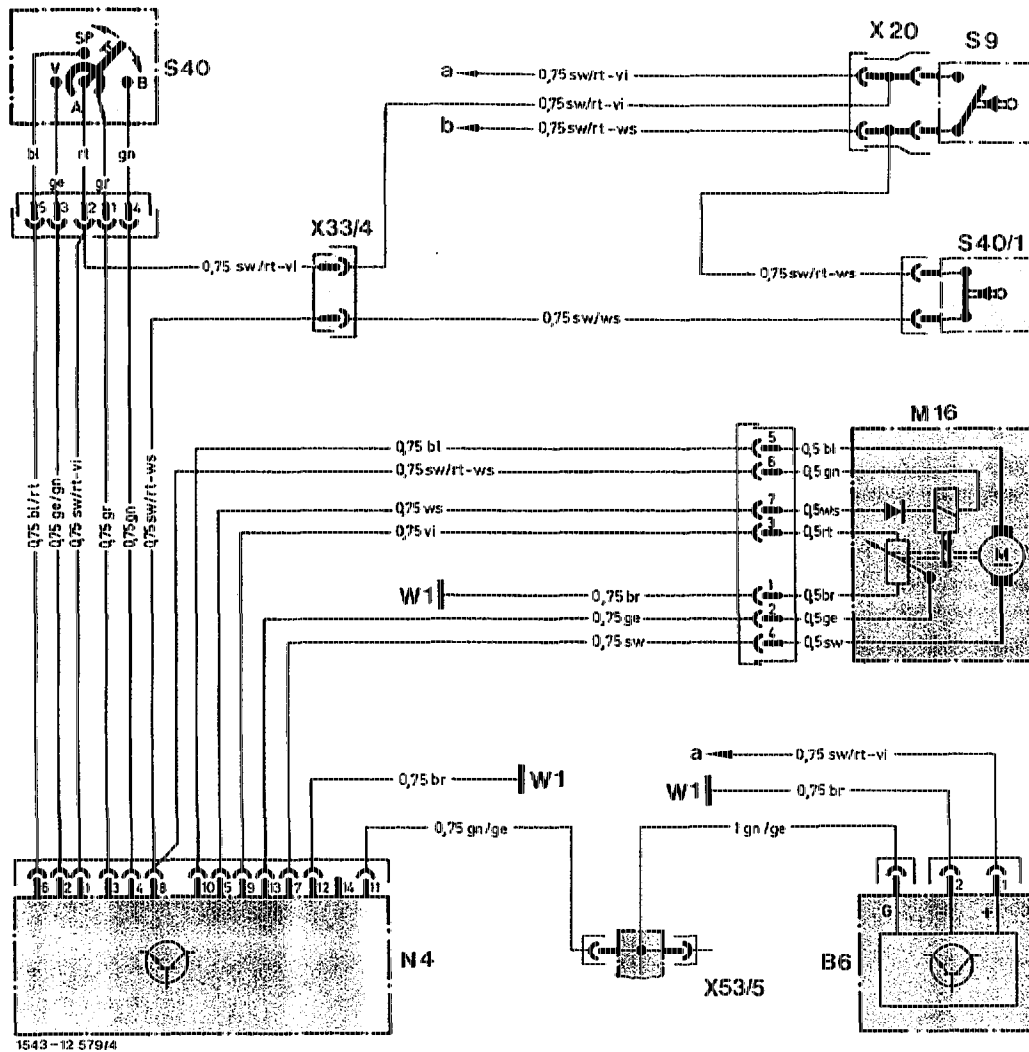 X 20
S 9
SP
V
A
B
S40
a
0,75 sw/rt-vi
0,75 sw/rt-vi
b
0,75 sw/rt-ws
bl
rt
gn
ge
gr
5
3
2
1
4
X33/4
0,75 sw/rt-vi
0,75 sw/rt-ws
S40/1
0,75 sw/ws
M16
0,75 bl
5
0,5 bl
0,75 sw/rt-ws
6
0,5 gn
0,75 ws
7
0,5 ws
0,75 vi
3
0,5 rt
M
W1
0,75 br
1
0,5 br
0,75 ge
2
0,5 ge
0,75 sw
4
0,5 sw
0,75 bl/rt
0,75 ge/gn
0,75 sw/rt-vi
0,75 gr
0,75 gn
0,75 sw/rt-ws
a
0,75 sw/rt-vi
0,75 br
W1
W1
0,75 br
0,75 gn/ge
1 gn/ge
6
2
1
3
4
8
10
5
9
13
7
12
14
11
2
1
G
+
N4
B6
X53/5
1543-12 579/4